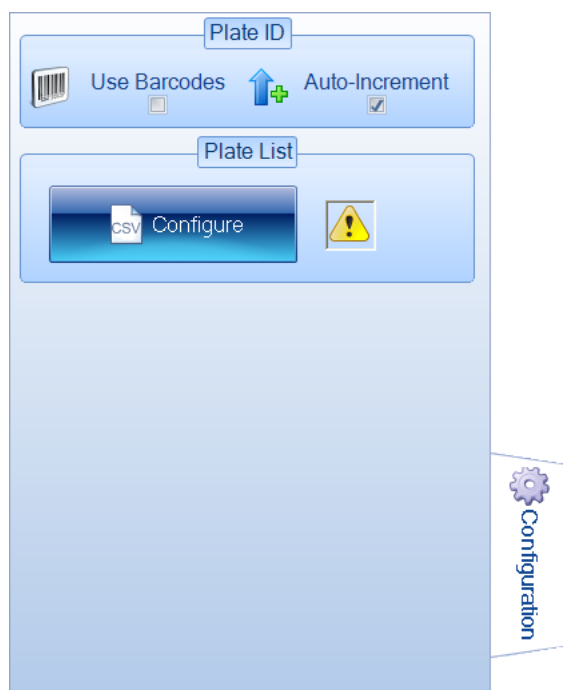 Plate ID
Use Barcodes Auto-Increment
Plate List
CSV Configure
Configuration